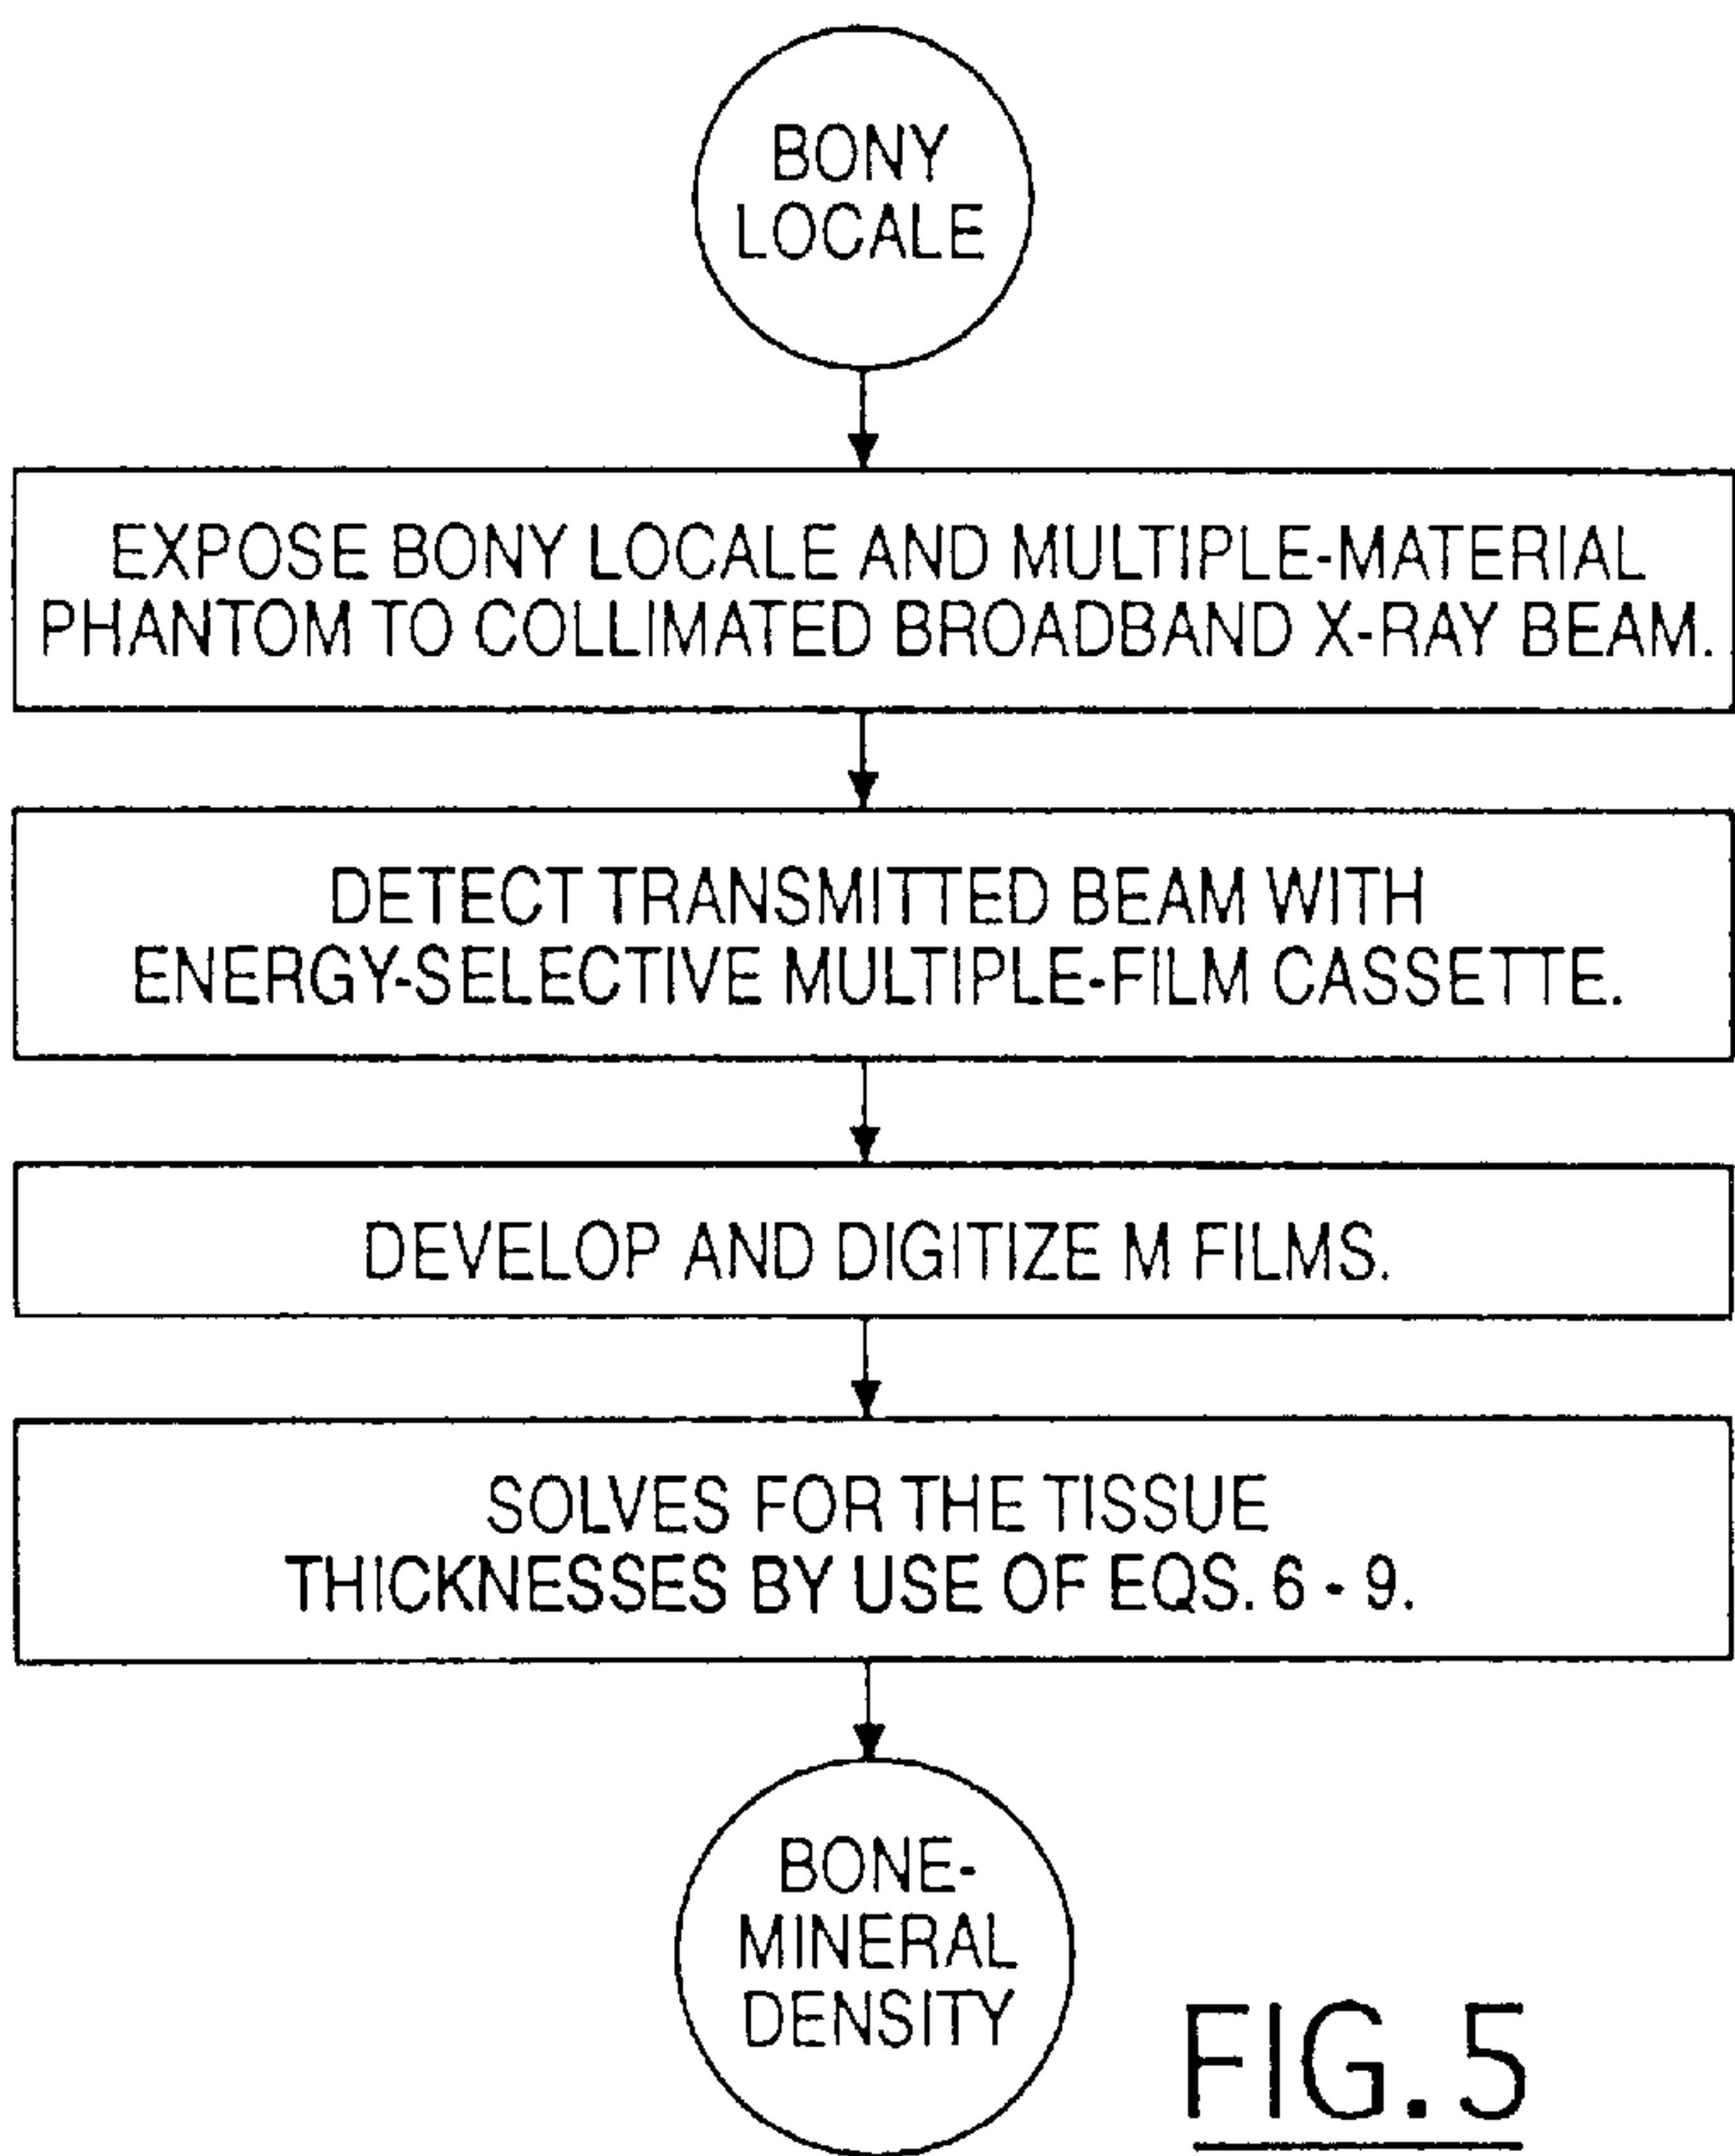 BONY
LOCALE
EXPOSE BONY LOCALE AND MULTIPLE-MATERIAL
PHANTOM TO COLLIMATED BROADBAND X-RAY BEAM.
DETECT TRANSMITTED BEAM WITH
ENERGY-SELECTIVE MULTIPLE-FILM CASSETTE.
DEVELOP AND DIGITIZE M FILMS.
SOLVES FOR THE TISSUE
THICKNESSES BY USE OF EQS. 6 - 9.
BONE-
MINERAL
DENSITY
FIG. 5